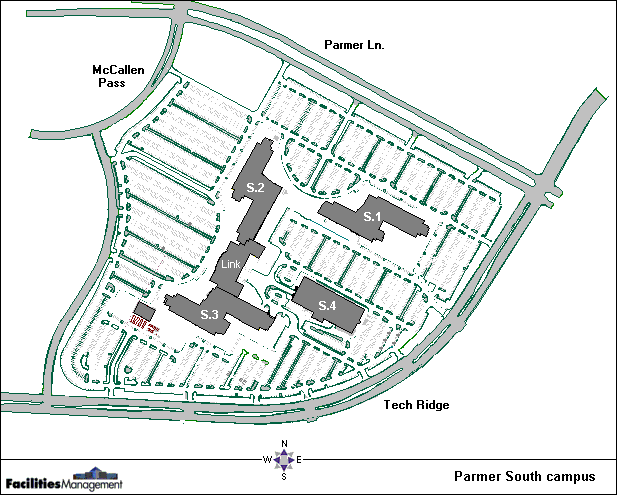 Parmer Ln.
McCallen
Pass
S.2
S.1
Link
S.4
S.3
Tech Ridge
N
W E
S
FacilitiesManagement
Parmer South campus